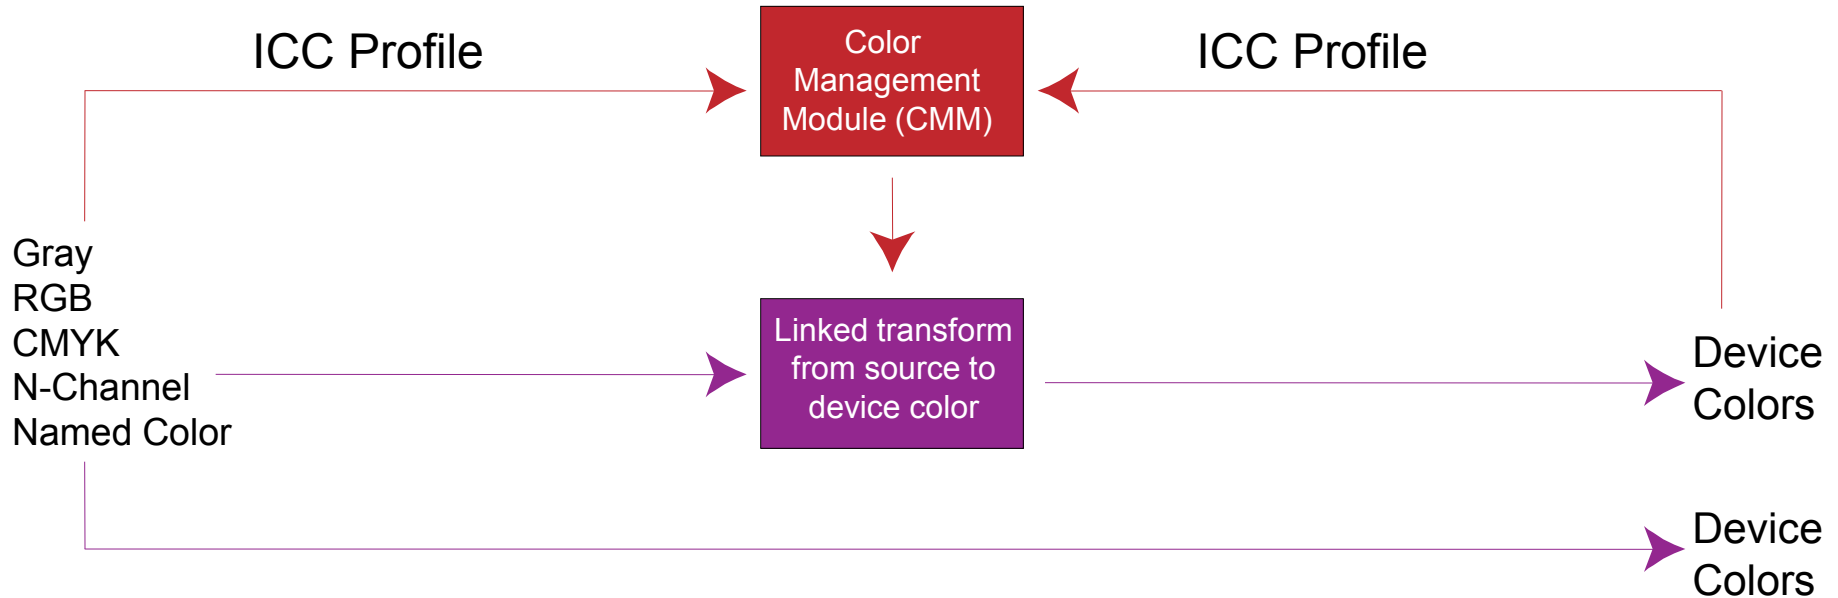 ICC Profile
Color
Management
Module (CMM)
ICC Profile
Gray
RGB
CMYK
N-Channel
Named Color
Linked transform
from source to
device color
Device
Colors
Device
Colors